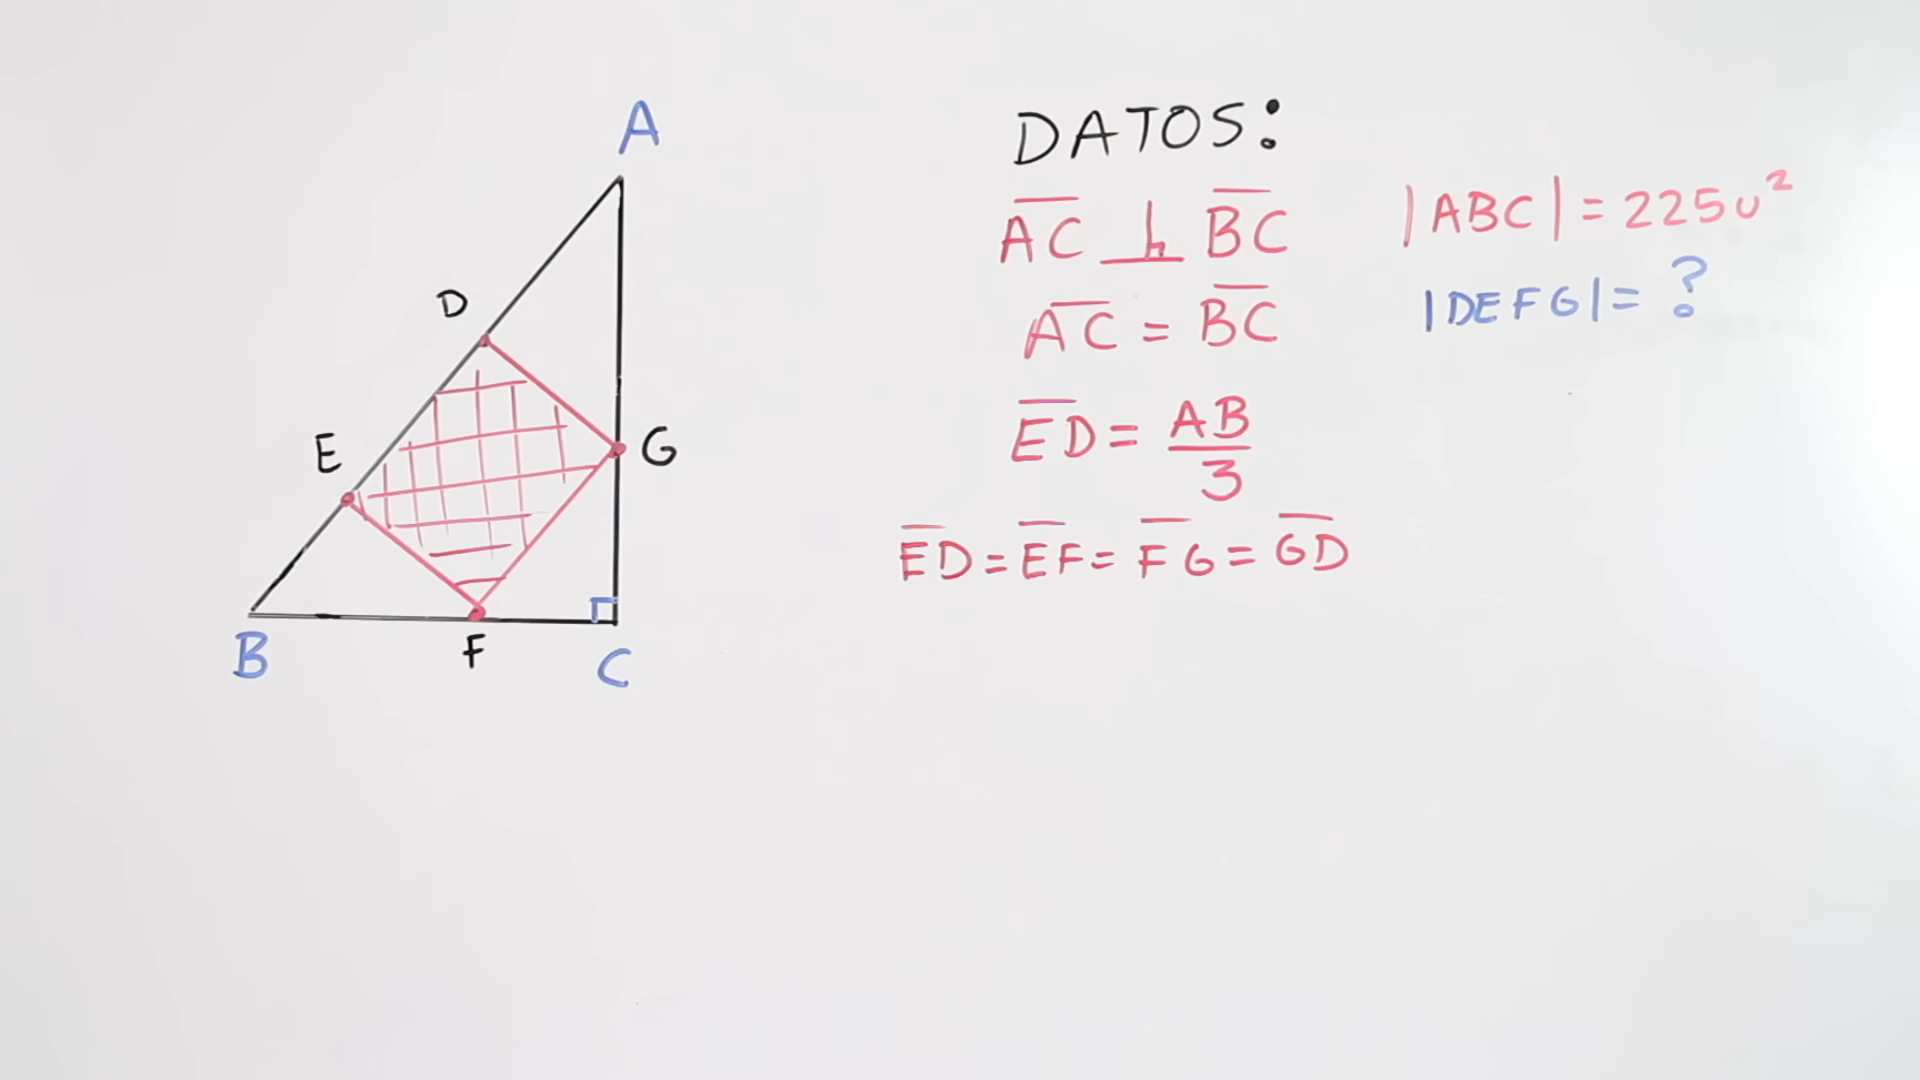 A
DATOS:
AC ⊥ BC
|ABC| = 225u²
D
AC = BC
|DEFG| = ?
E
G
ED = AB/3
ED = EF = FG = GD
B
F
C